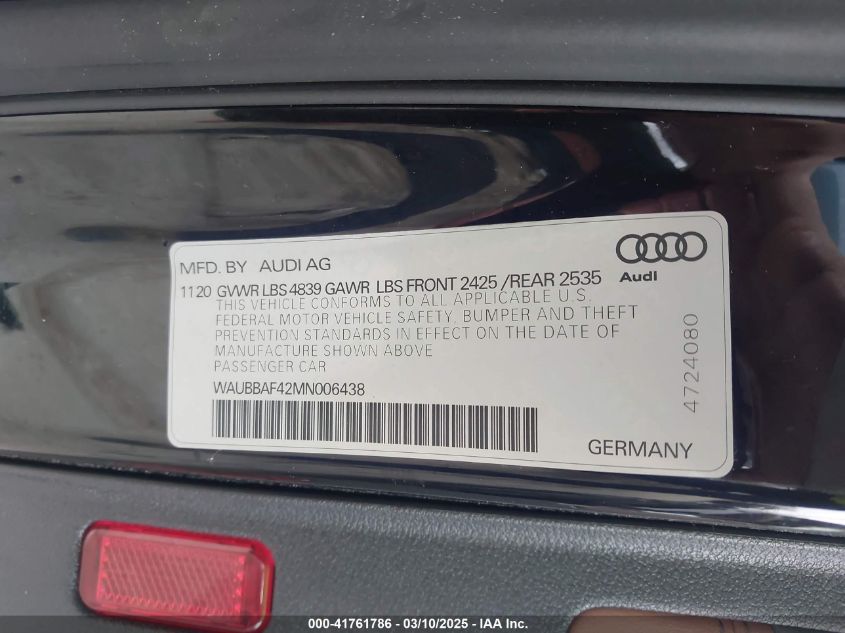 MFD. BY AUDI AG
Audi
1120 GVWR LBS 4839 GAWR LBS FRONT 2425 /REAR 2535
THIS VEHICLE CONFORMS TO ALL APPLICABLE U.S.
FEDERAL MOTOR VEHICLE SAFETY, BUMPER AND THEFT
PREVENTION STANDARDS IN EFFECT ON THE DATE OF
MANUFACTURE SHOWN ABOVE
PASSENGER CAR
WAUBBAF42MN006438
4724080
GERMANY
000-41761786 - 03/10/2025 - IAA Inc.